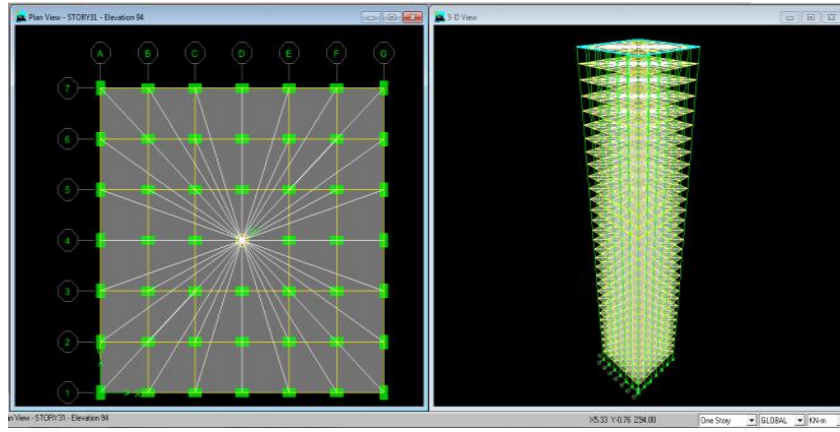 Plan View - STORY31 - Elevation 94
3-D View
A B C D E F G
7
6
5
4
3
2
1
X
Plan View - STORY31 - Elevation 94
X5.33 Y-0.76 Z94.00
One Story
GLOBAL
KN-m